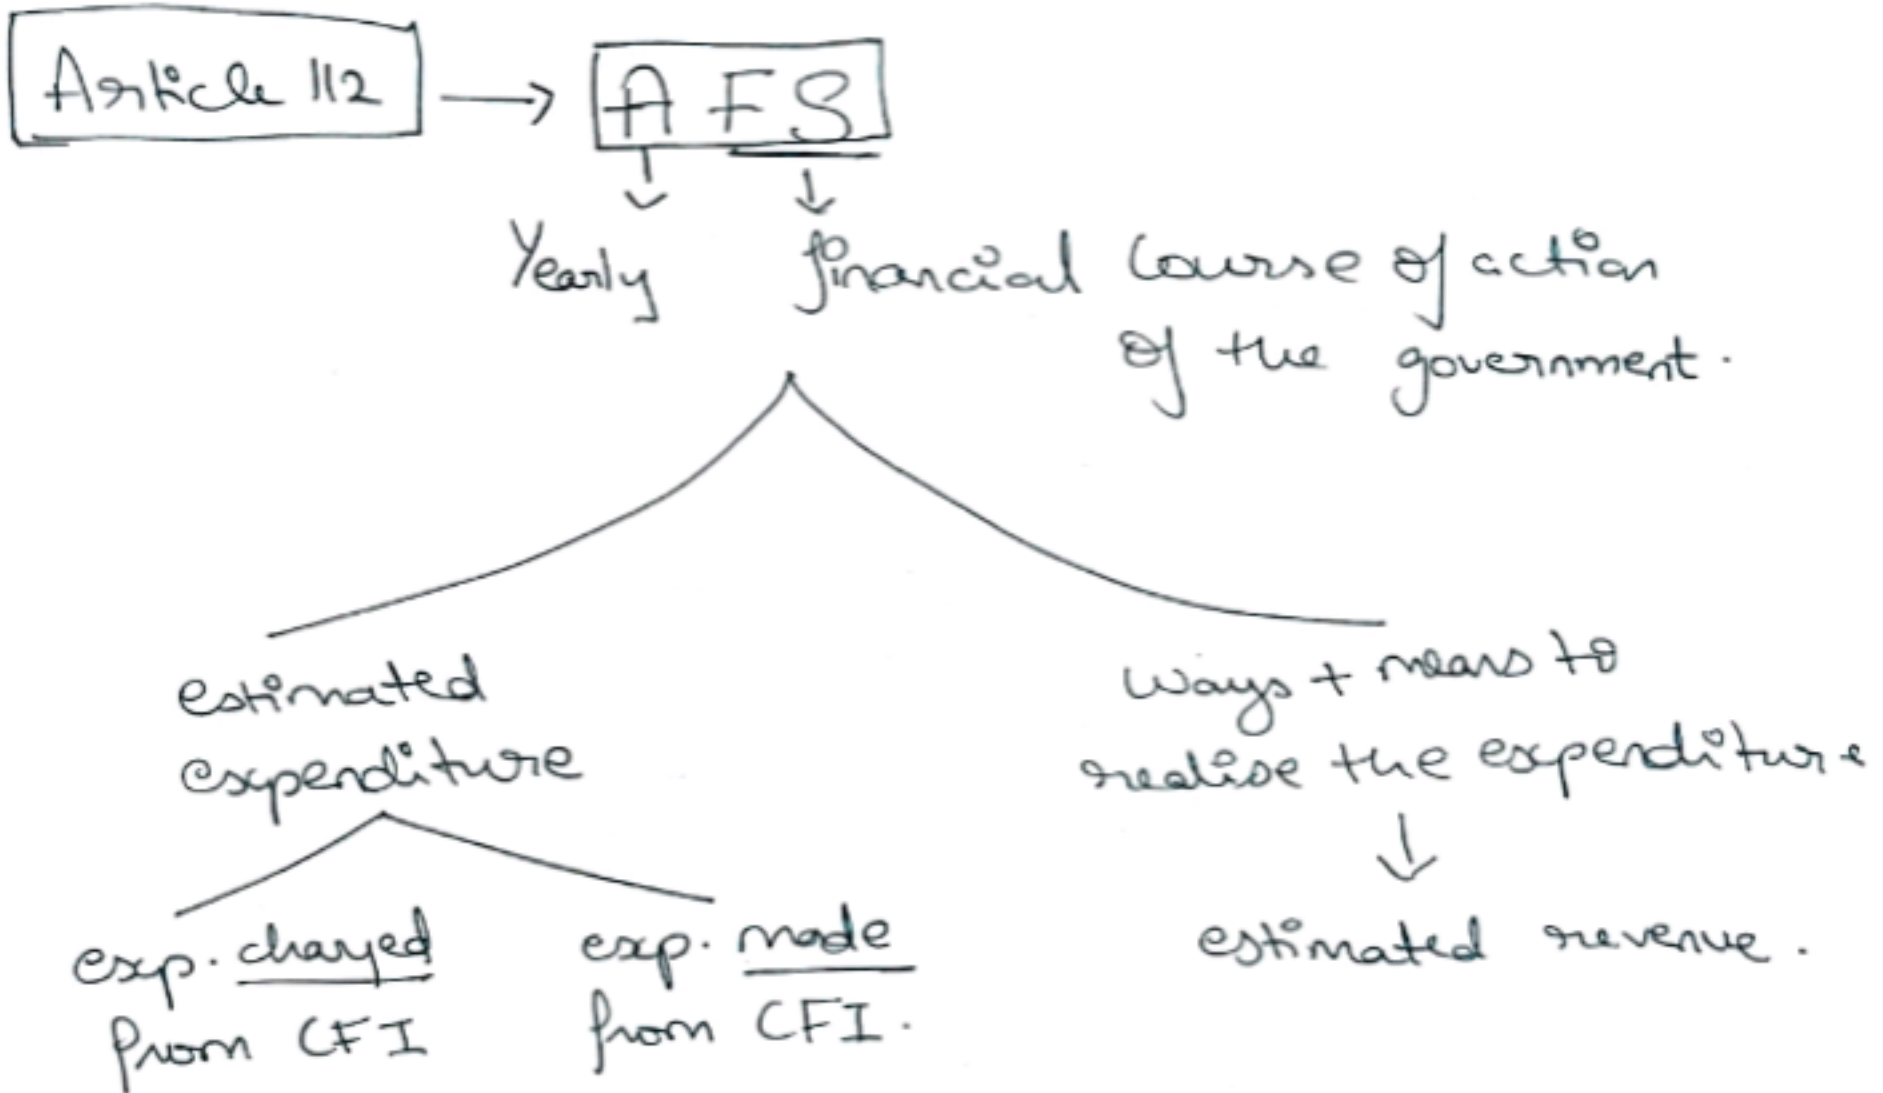 Article 112 → AFS
Yearly
financial course of action
of the government.
estimated
expenditure
ways + means to
realise the expenditure
estimated revenue.
exp. charged
from CFI
exp. made
from CFI.